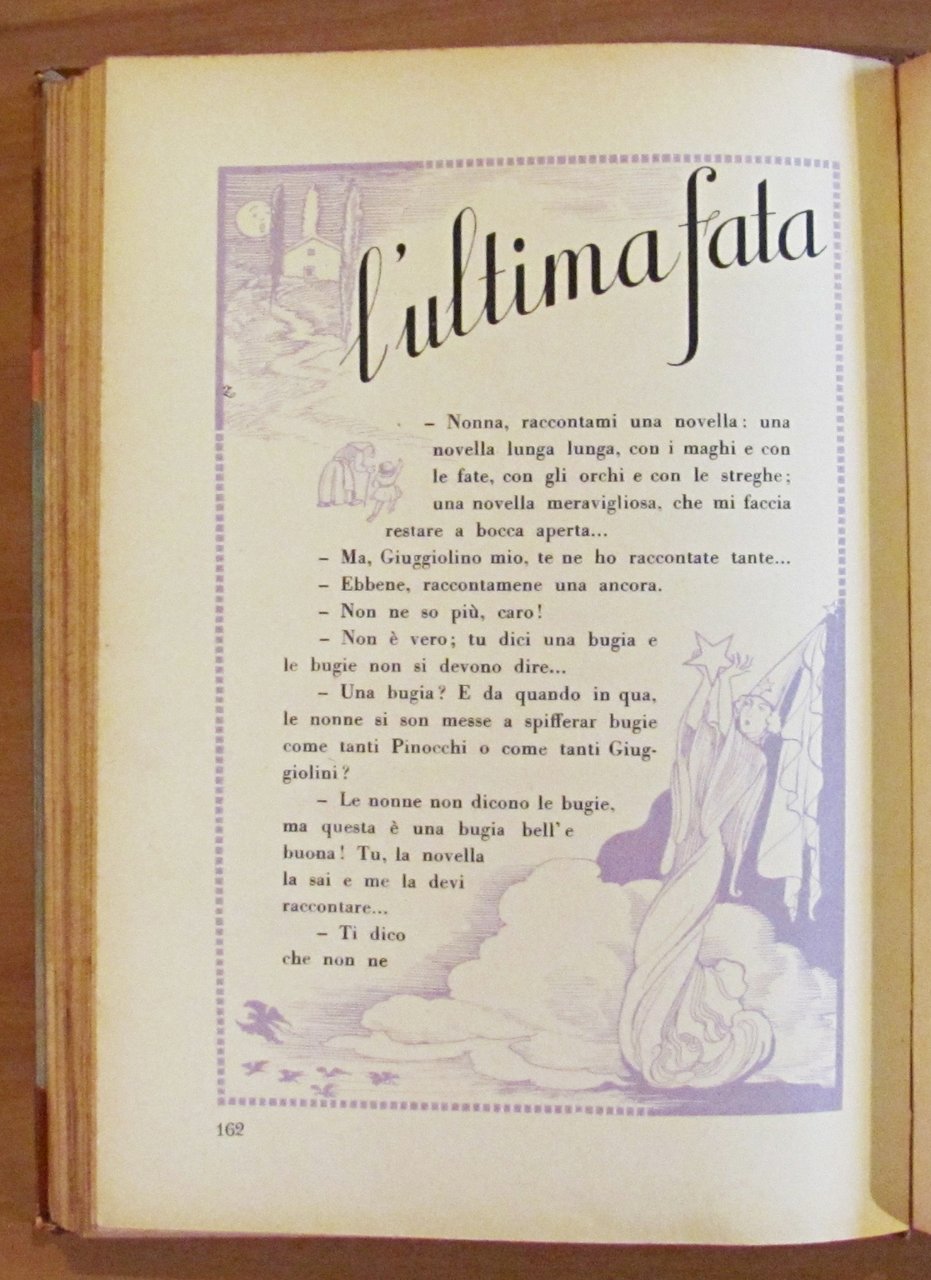 l'ultima fata
– Nonna, raccontami una novella; una
novella lunga lunga, con i maghi e con
le fate, con gli orchi e con le streghe;
una novella meravigliosa, che mi faccia
restare a bocca aperta...
– Ma, Giuggiolino mio, te ne ho raccontate tante...
– Ebbene, raccontamene una ancora.
– Non ne so più, caro!
– Non è vero; tu dici una bugia e
le bugie non si devono dire...
– Una bugia? E da quando in qua,
le nonne si son messe a spifferar bugie
come tanti Pinocchi o come tanti Giug-
giolini?
– Le nonne non dicono le bugie,
ma questa è una bugia bell'e
buona! Tu, la novella
la sai e me la devi
raccontare...
– Ti dico
che non ne
162